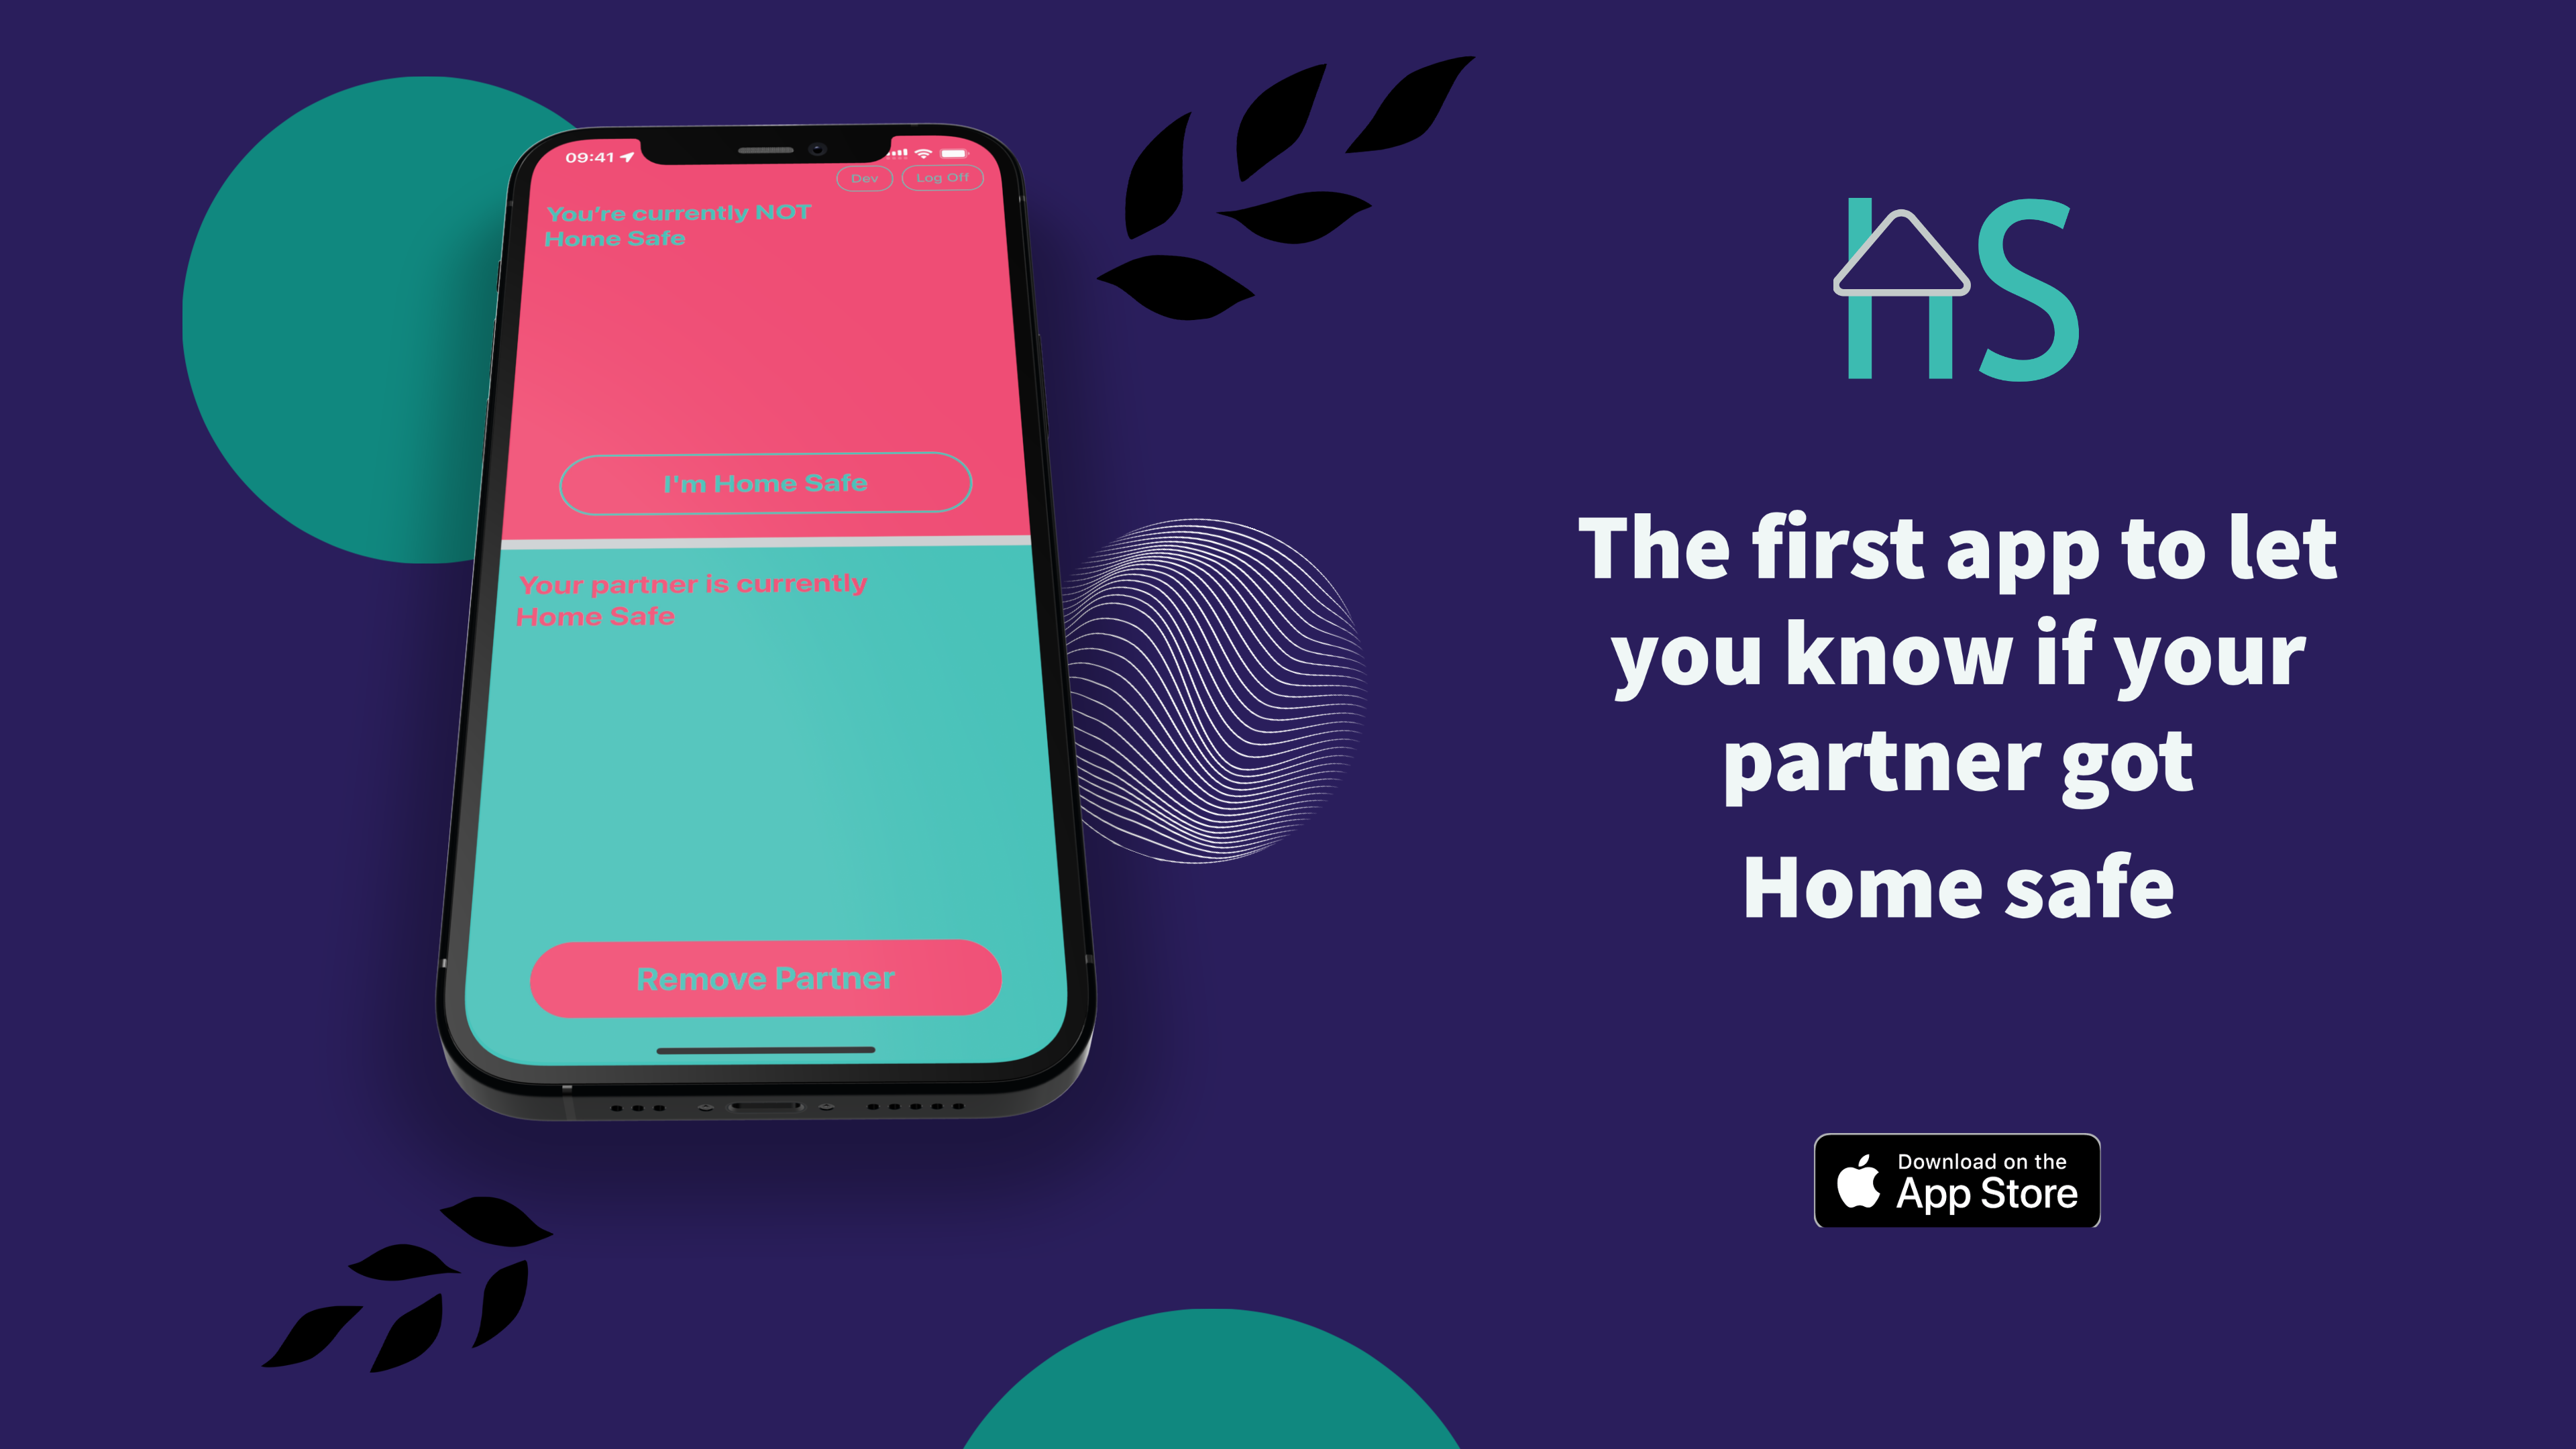 09:41
Dev
Log Off
You're currently NOT
Home Safe
I'm Home Safe
Your partner is currently
Home Safe
Remove Partner
hS
The first app to let
you know if your
partner got
Home safe
Download on the
App Store